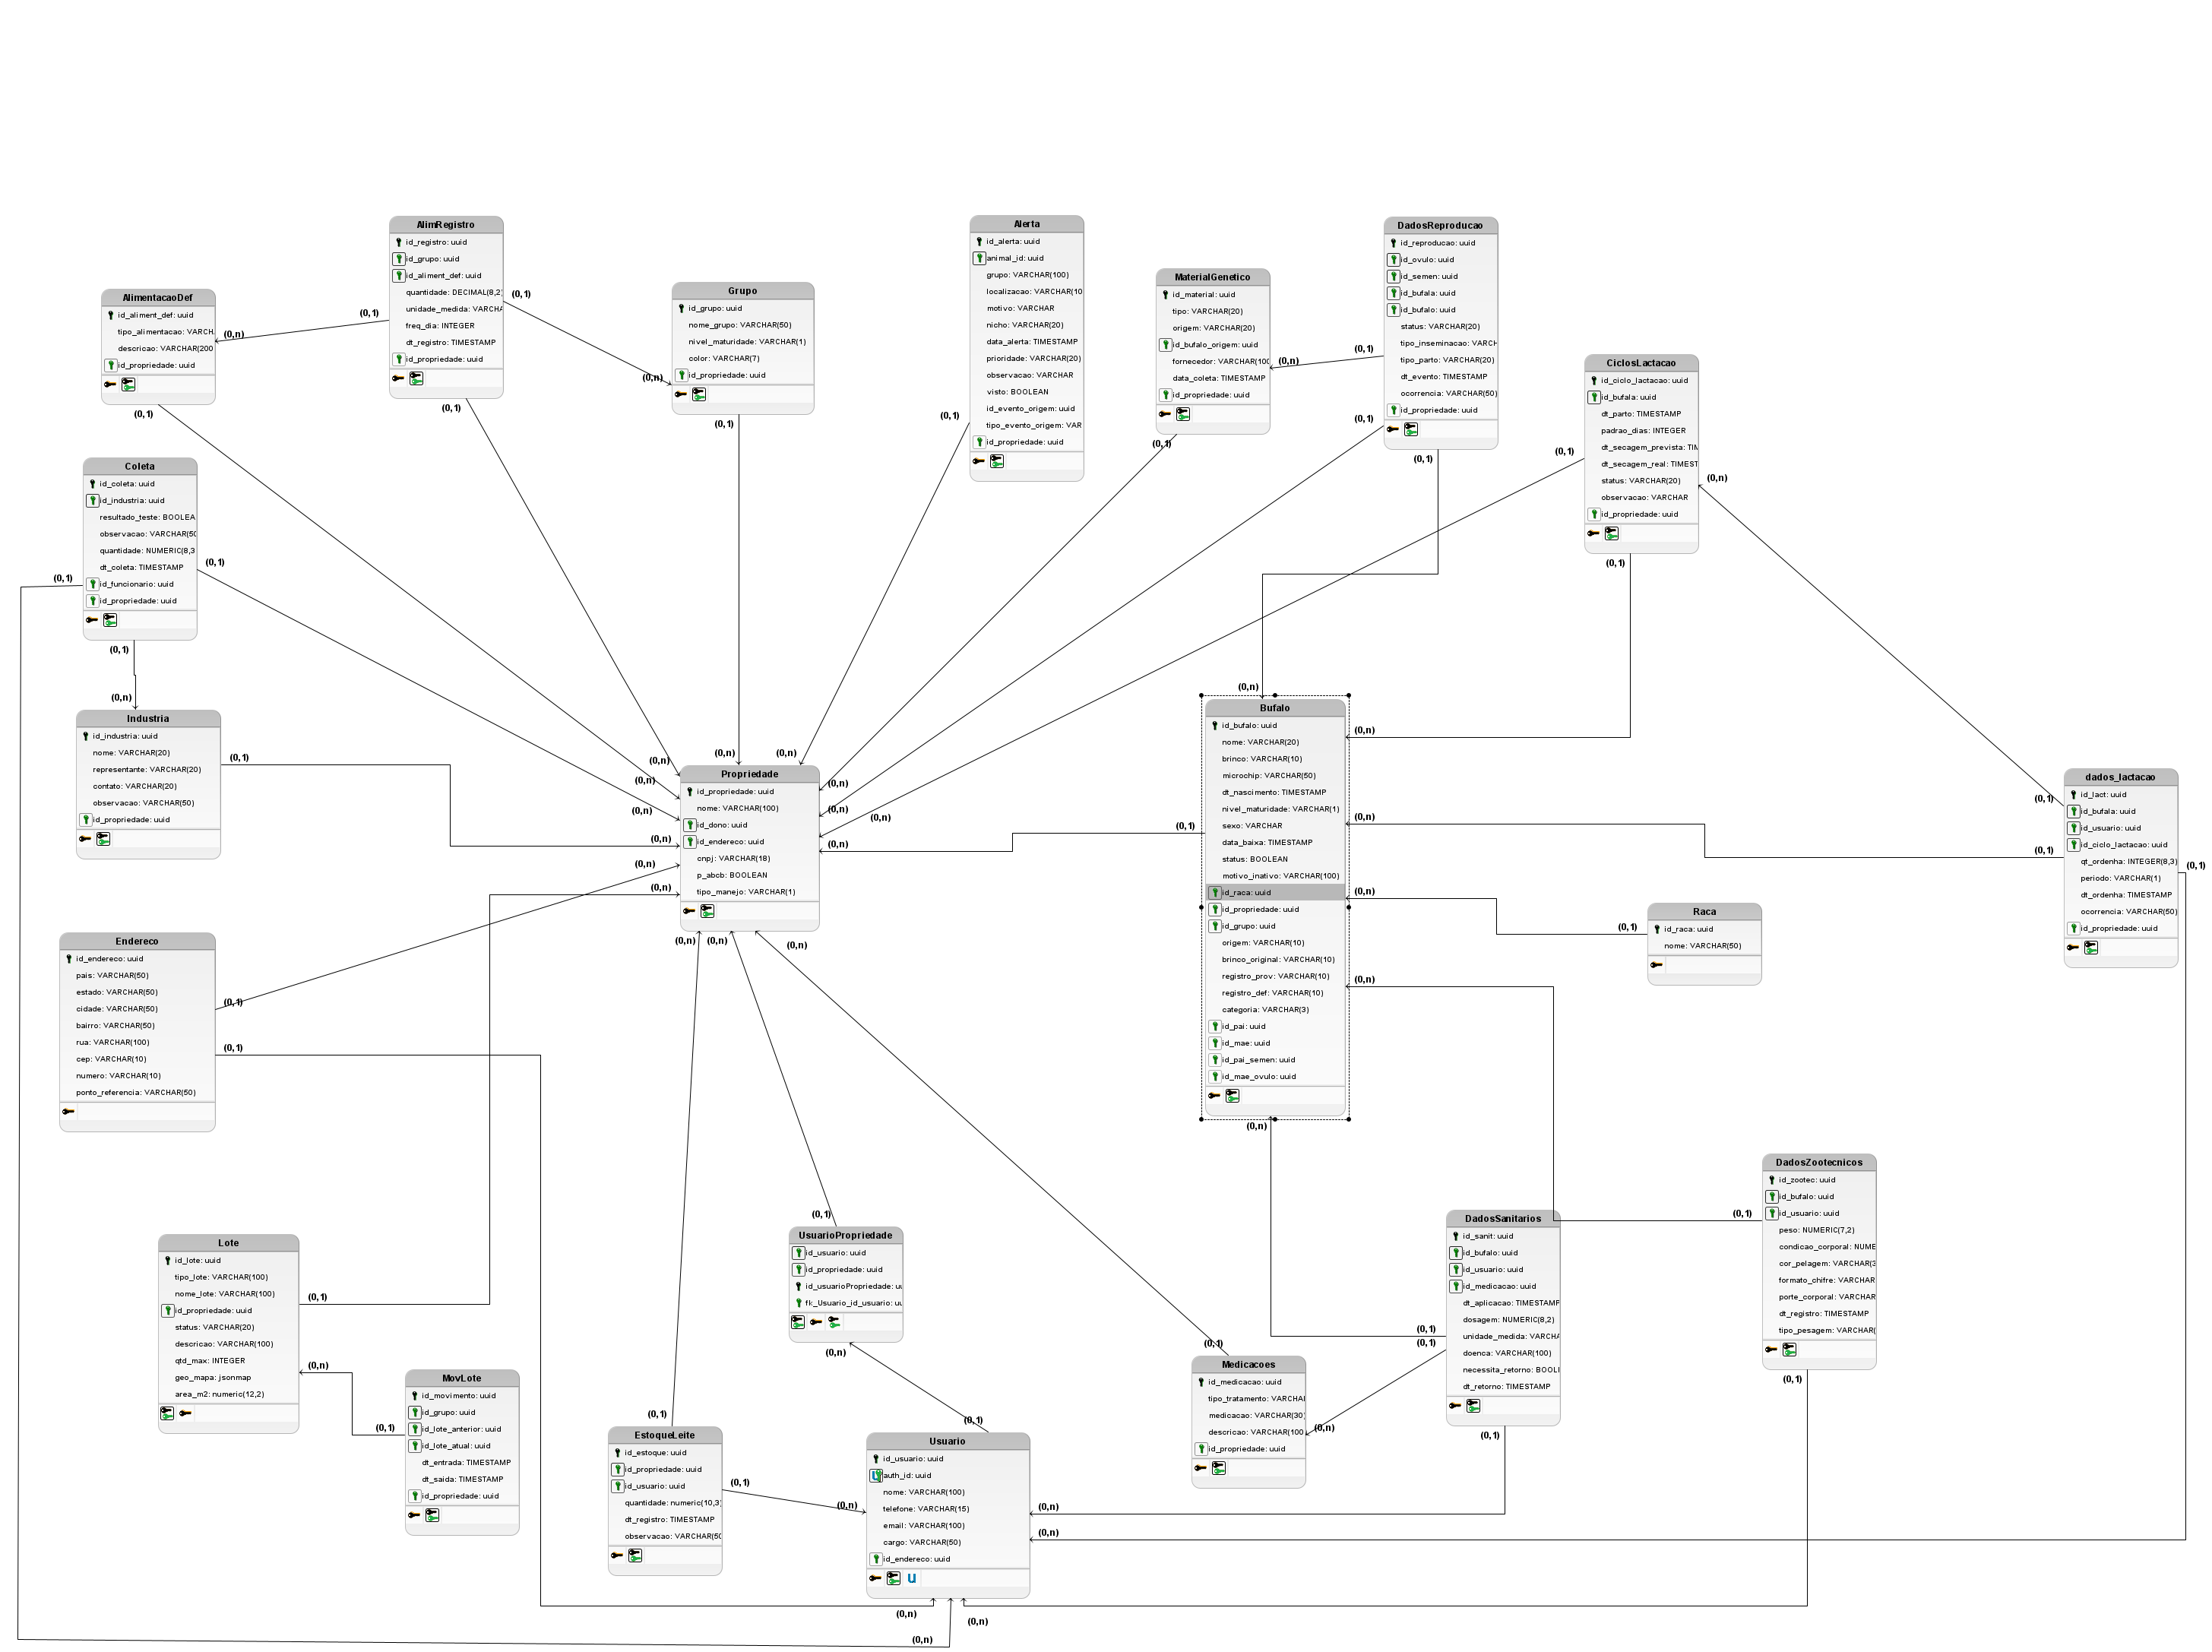 AlimRegistro
id_registro: uuid
id_grupo: uuid
id_aliment_def: uuid
quantidade: DECIMAL(8,2)
unidade_medida: VARCHA
freq_dia: INTEGER
dt_registro: TIMESTAMP
id_propriedade: uuid
(0,1)
(0,1)
(0,1)
Alerta
id_alerta: uuid
animal_id: uuid
grupo: VARCHAR(100)
localizacao: VARCHAR(10
motivo: VARCHAR
nicho: VARCHAR(20)
data_alerta: TIMESTAMP
prioridade: VARCHAR(20)
observacao: VARCHAR
visto: BOOLEAN
id_evento_origem: uuid
tipo_evento_origem: VAR
id_propriedade: uuid
(0,1)
DadosReproducao
id_reproducao: uuid
id_ovulo: uuid
id_semen: uuid
id_bufala: uuid
id_bufalo: uuid
status: VARCHAR(20)
tipo_inseminacao: VARCH
tipo_parto: VARCHAR(20)
dt_evento: TIMESTAMP
ocorrencia: VARCHAR(50)
id_propriedade: uuid
(0,1)
(0,1)
(0,1)
MaterialGenetico
id_material: uuid
tipo: VARCHAR(20)
origem: VARCHAR(20)
id_bufalo_origem: uuid
fornecedor: VARCHAR(100
data_coleta: TIMESTAMP
id_propriedade: uuid
(0,n)
(0,1)
Grupo
id_grupo: uuid
nome_grupo: VARCHAR(50)
nivel_maturidade: VARCHAR(1)
color: VARCHAR(7)
id_propriedade: uuid
(0,n)
(0,1)
AlimentacaoDef
id_aliment_def: uuid
tipo_alimentacao: VARCH
descricao: VARCHAR(200
id_propriedade: uuid
(0,n)
(0,1)
CiclosLactacao
id_ciclo_lactacao: uuid
id_bufala: uuid
dt_parto: TIMESTAMP
padrao_dias: INTEGER
dt_secagem_prevista: TIM
dt_secagem_real: TIMEST
status: VARCHAR(20)
observacao: VARCHAR
id_propriedade: uuid
(0,1)
(0,n)
(0,1)
Coleta
id_coleta: uuid
id_industria: uuid
resultado_teste: BOOLEA
observacao: VARCHAR(50
quantidade: NUMERIC(8,3
dt_coleta: TIMESTAMP
id_funcionario: uuid
id_propriedade: uuid
(0,1)
(0,1)
(0,1)
(0,n)
Industria
id_industria: uuid
nome: VARCHAR(20)
representante: VARCHAR(20)
contato: VARCHAR(20)
observacao: VARCHAR(50)
id_propriedade: uuid
(0,1)
Propriedade
id_propriedade: uuid
nome: VARCHAR(100)
id_dono: uuid
id_endereco: uuid
cnpj: VARCHAR(18)
p_abcb: BOOLEAN
tipo_manejo: VARCHAR(1)
(0,n)
(0,n)
(0,n)
(0,n)
(0,n)
(0,n)
(0,n)
(0,n)
(0,n)
(0,n)
(0,n)
(0,n)
(0,n)
(0,n)
Bufalo
id_bufalo: uuid
nome: VARCHAR(20)
brinco: VARCHAR(10)
microchip: VARCHAR(50)
dt_nascimento: TIMESTAMP
nivel_maturidade: VARCHAR(1)
sexo: VARCHAR
data_baixa: TIMESTAMP
status: BOOLEAN
motivo_inativo: VARCHAR(100)
id_raca: uuid
id_propriedade: uuid
id_grupo: uuid
origem: VARCHAR(10)
brinco_original: VARCHAR(10)
registro_prov: VARCHAR(10)
registro_def: VARCHAR(10)
categoria: VARCHAR(3)
id_pai: uuid
id_mae: uuid
id_pai_semen: uuid
id_mae_ovulo: uuid
(0,n)
(0,n)
(0,1)
(0,n)
(0,n)
(0,n)
(0,n)
dados_lactacao
id_lact: uuid
id_bufala: uuid
id_usuario: uuid
id_ciclo_lactacao: uuid
qt_ordenha: INTEGER(8,3)
periodo: VARCHAR(1)
dt_ordenha: TIMESTAMP
ocorrencia: VARCHAR(50)
id_propriedade: uuid
(0,1)
(0,1)
(0,1)
Raca
id_raca: uuid
nome: VARCHAR(50)
(0,1)
Endereco
id_endereco: uuid
pais: VARCHAR(50)
estado: VARCHAR(50)
cidade: VARCHAR(50)
bairro: VARCHAR(50)
rua: VARCHAR(100)
cep: VARCHAR(10)
numero: VARCHAR(10)
ponto_referencia: VARCHAR(50)
(0,1)
(0,1)
DadosZootecnicos
id_zootec: uuid
id_bufalo: uuid
id_usuario: uuid
peso: NUMERIC(7,2)
condicao_corporal: NUME
cor_pelagem: VARCHAR(3
formato_chifre: VARCHAR
porte_corporal: VARCHAR
dt_registro: TIMESTAMP
tipo_pesagem: VARCHAR(
(0,1)
(0,1)
DadosSanitarios
id_sanit: uuid
id_bufalo: uuid
id_usuario: uuid
id_medicacao: uuid
dt_aplicacao: TIMESTAMP
dosagem: NUMERIC(8,2)
unidade_medida: VARCHA
doenca: VARCHAR(100)
necessita_retorno: BOOLE
dt_retorno: TIMESTAMP
(0,1)
(0,1)
(0,1)
UsuarioPropriedade
id_usuario: uuid
id_propriedade: uuid
id_usuarioPropriedade: uu
fk_Usuario_id_usuario: uu
(0,1)
(0,n)
Lote
id_lote: uuid
tipo_lote: VARCHAR(100)
nome_lote: VARCHAR(100)
id_propriedade: uuid
status: VARCHAR(20)
descricao: VARCHAR(100)
qtd_max: INTEGER
geo_mapa: jsonmap
area_m2: numeric(12,2)
(0,1)
(0,n)
MovLote
id_movimento: uuid
id_grupo: uuid
id_lote_anterior: uuid
id_lote_atual: uuid
dt_entrada: TIMESTAMP
dt_saida: TIMESTAMP
id_propriedade: uuid
(0,1)
Medicacoes
id_medicacao: uuid
tipo_tratamento: VARCHAI
medicacao: VARCHAR(30)
descricao: VARCHAR(100
id_propriedade: uuid
(0,1)
(0,n)
EstoqueLeite
id_estoque: uuid
id_propriedade: uuid
id_usuario: uuid
quantidade: numeric(10,3)
dt_registro: TIMESTAMP
observacao: VARCHAR(50
(0,1)
(0,1)
Usuario
id_usuario: uuid
auth_id: uuid
nome: VARCHAR(100)
telefone: VARCHAR(15)
email: VARCHAR(100)
cargo: VARCHAR(50)
id_endereco: uuid
U
(0,1)
(0,n)
(0,n)
(0,n)
(0,n)
(0,n)
(0,n)